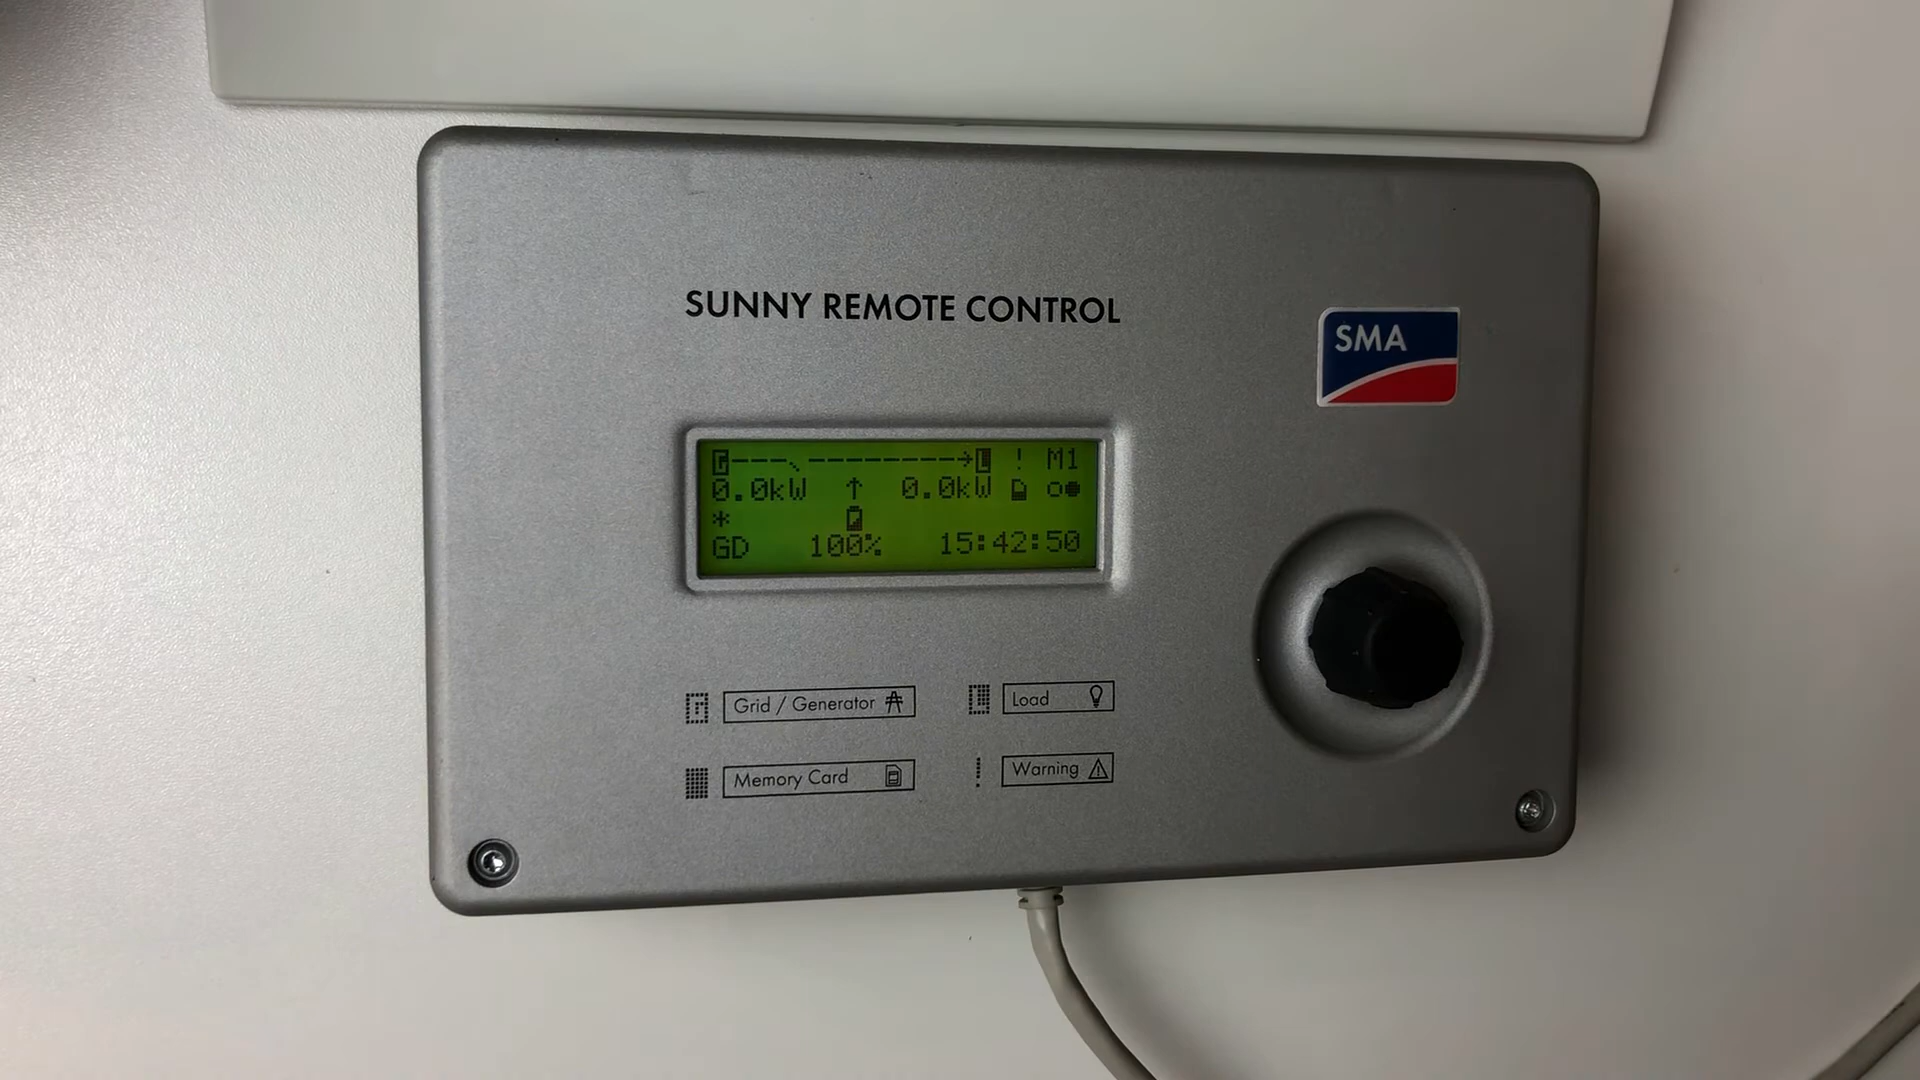 SUNNY REMOTE CONTROL
SMA
G---- --------→L ! M1
0.0kW ↑ 0.0kW
*
GD 100% 15:42:50
G Grid / Generator L Load
Memory Card ! Warning